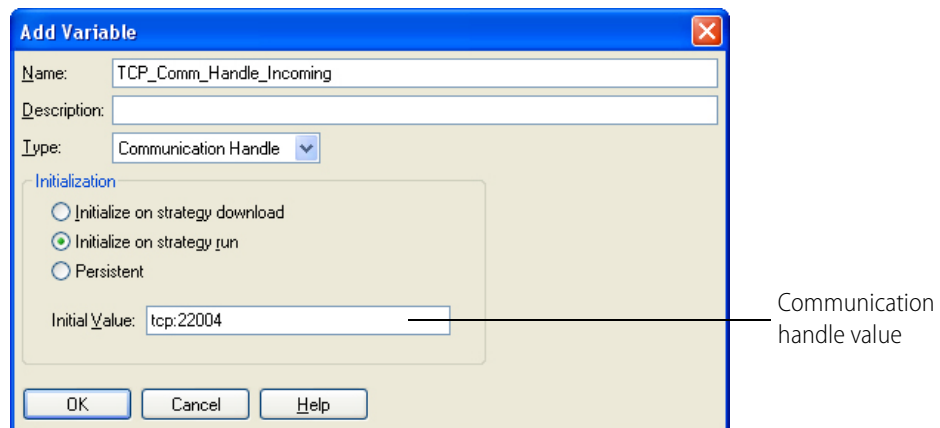 Add Variable
Name: TCP_Comm_Handle_Incoming
Description:
Type: Communication Handle
Initialization
Initialize on strategy download
Initialize on strategy run
Persistent
Initial Value: tcp:22004
Communication
handle value
OK Cancel Help